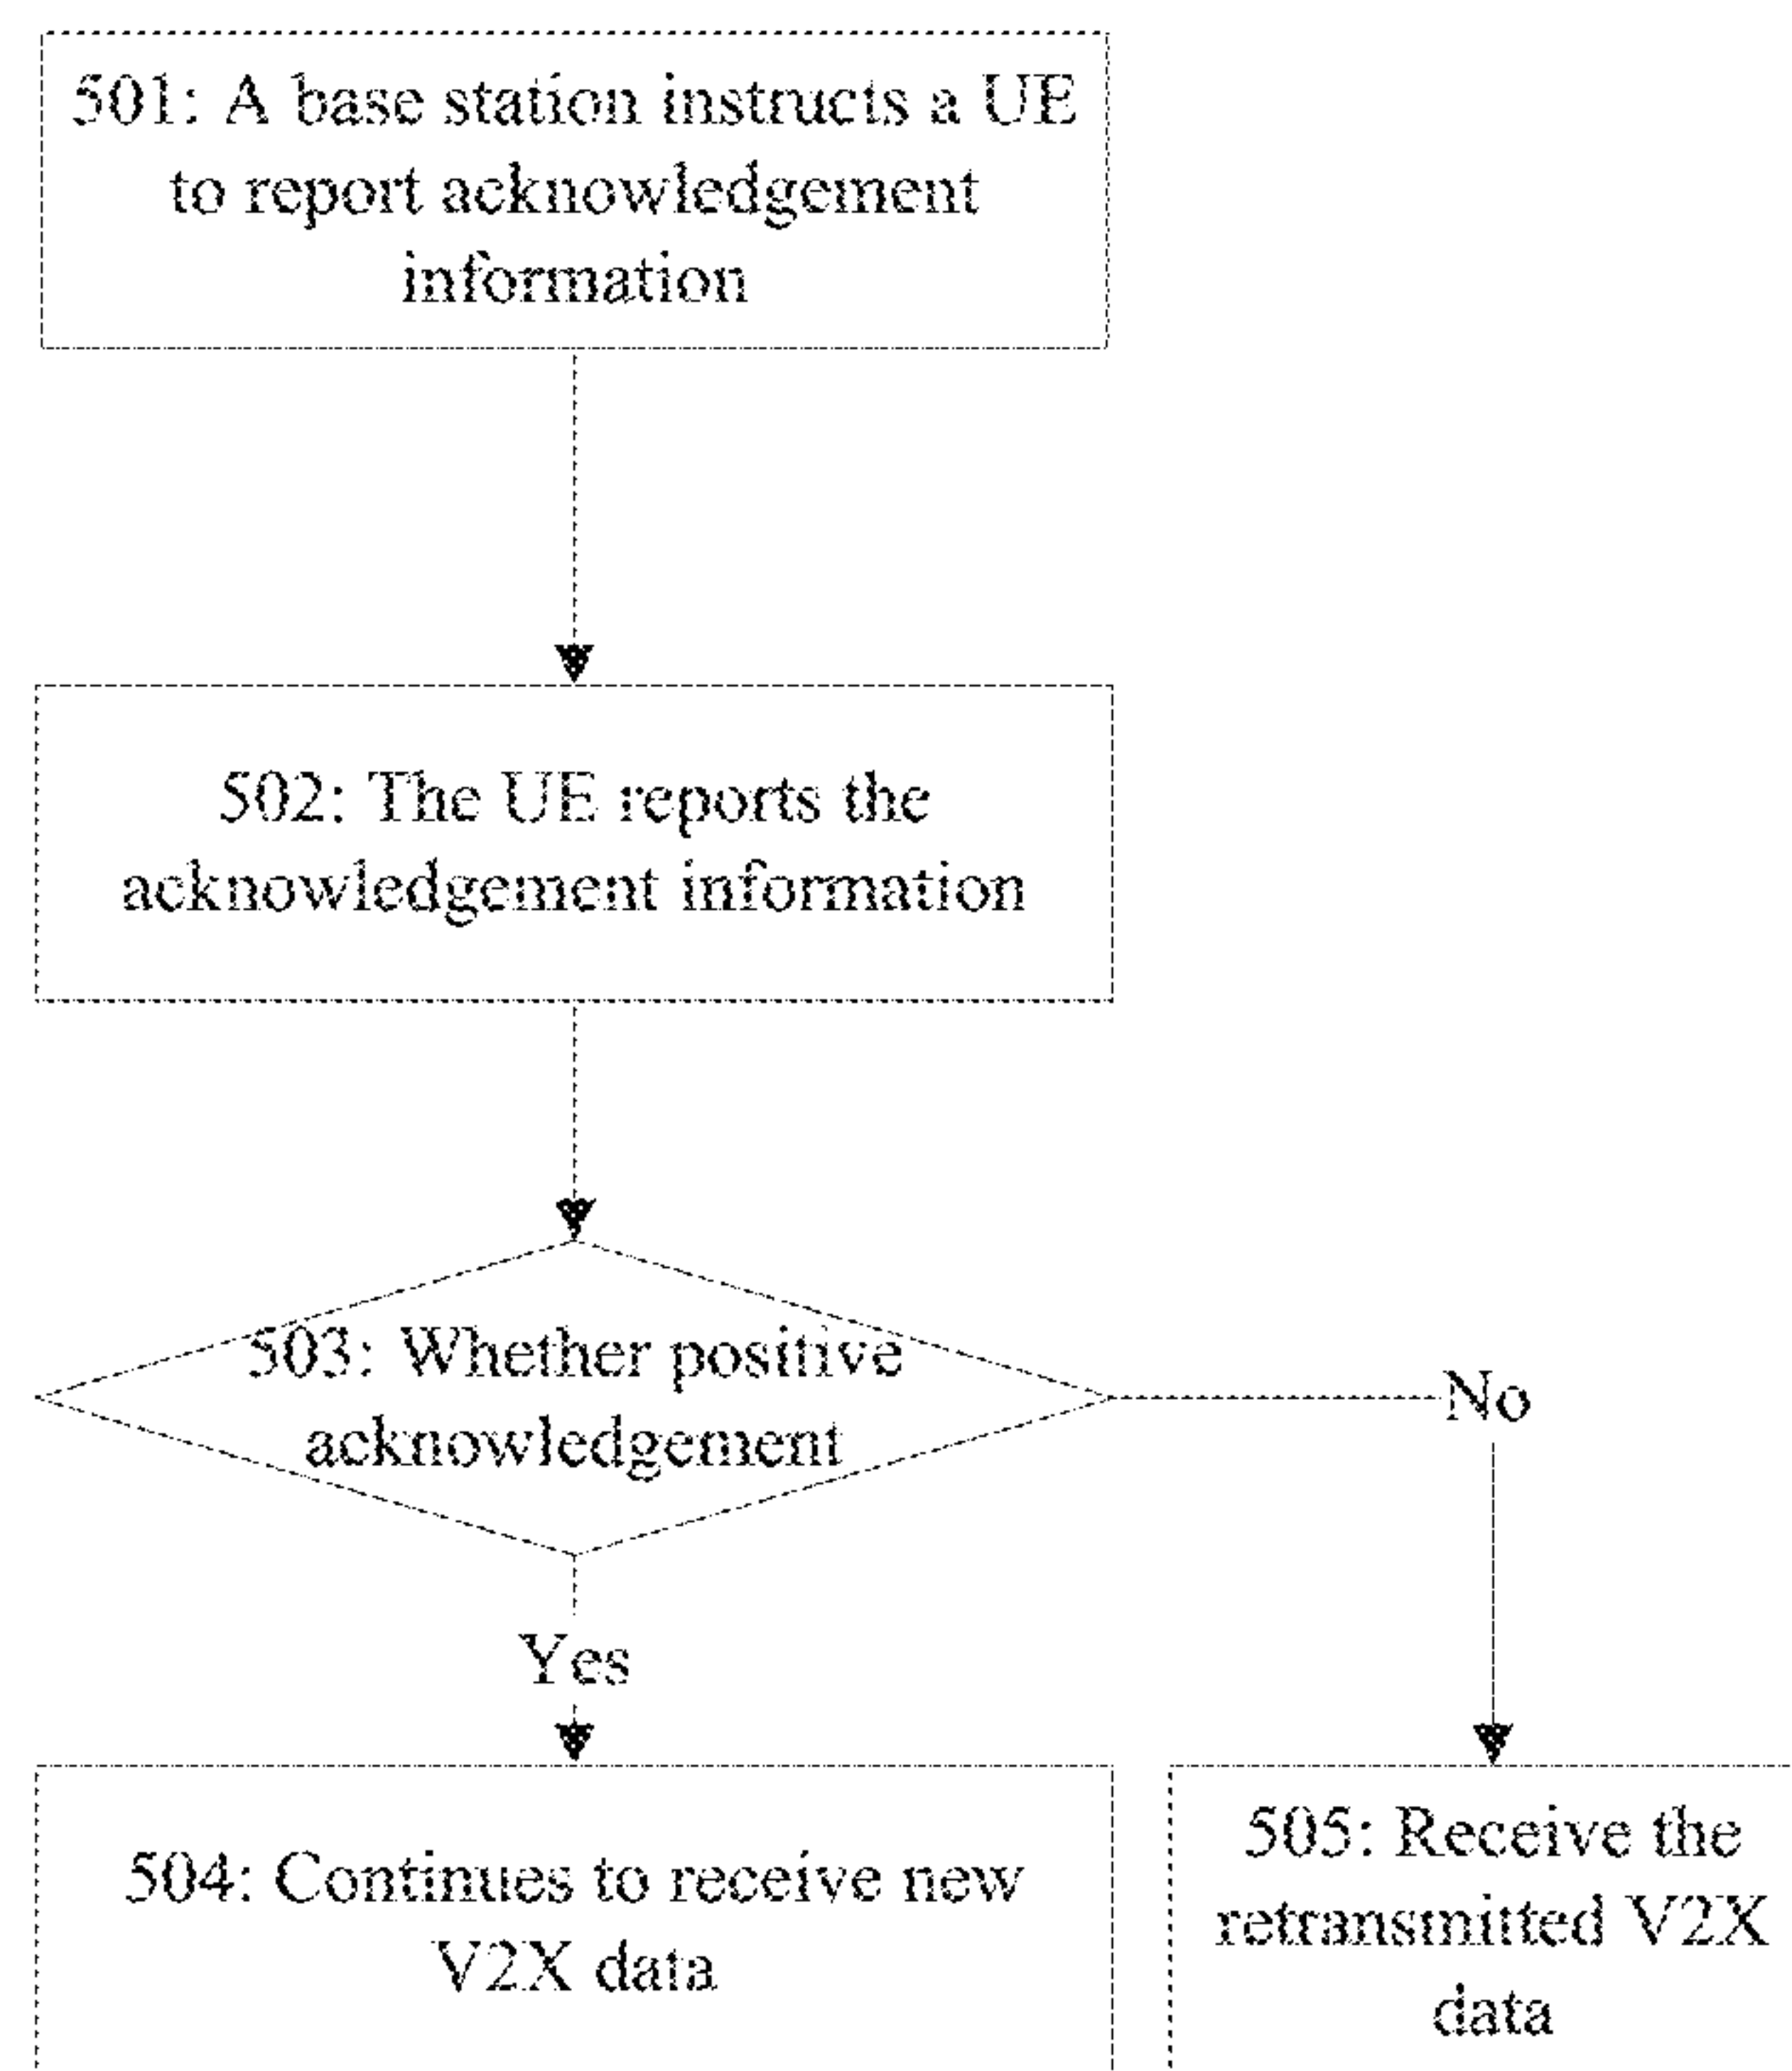 501: A base station instructs a UE
to report acknowledgement
information
502: The UE reports the
acknowledgement information
503: Whether positive
acknowledgement
No
Yes
504: Continues to receive new
V2X data
505: Receive the
retransmitted V2X
data